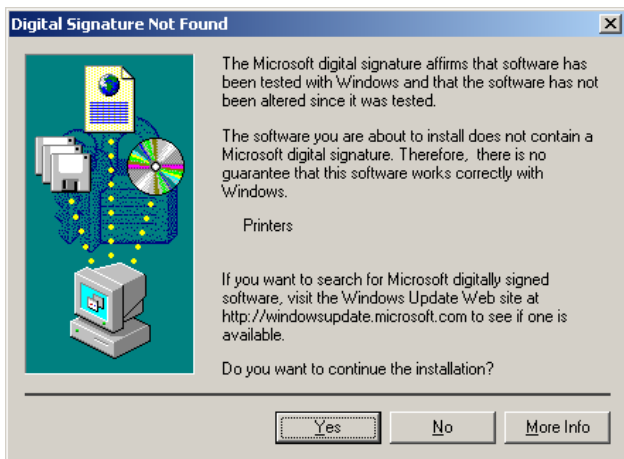 Digital Signature Not Found
The Microsoft digital signature affirms that software has
been tested with Windows and that the software has not
been altered since it was tested.
The software you are about to install does not contain a
Microsoft digital signature. Therefore, there is no
guarantee that this software works correctly with
Windows.
Printers
If you want to search for Microsoft digitally signed
software, visit the Windows Update Web site at
http://windowsupdate.microsoft.com to see if one is
available.
Do you want to continue the installation?
Yes
No
More Info